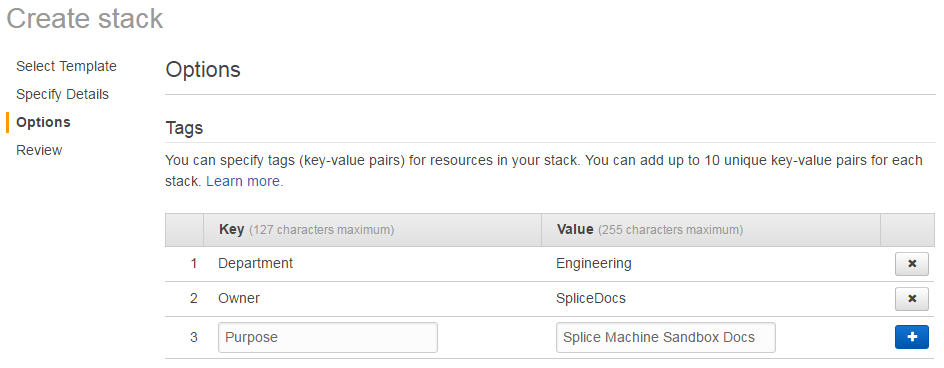 Create stack
Select Template
Specify Details
Options
Review
Options
Tags
You can specify tags (key-value pairs) for resources in your stack. You can add up to 10 unique key-value pairs for each
stack. Learn more.
Key (127 characters maximum) Value (255 characters maximum)
1 Department Engineering
2 Owner SpliceDocs
3 Purpose Splice Machine Sandbox Docs